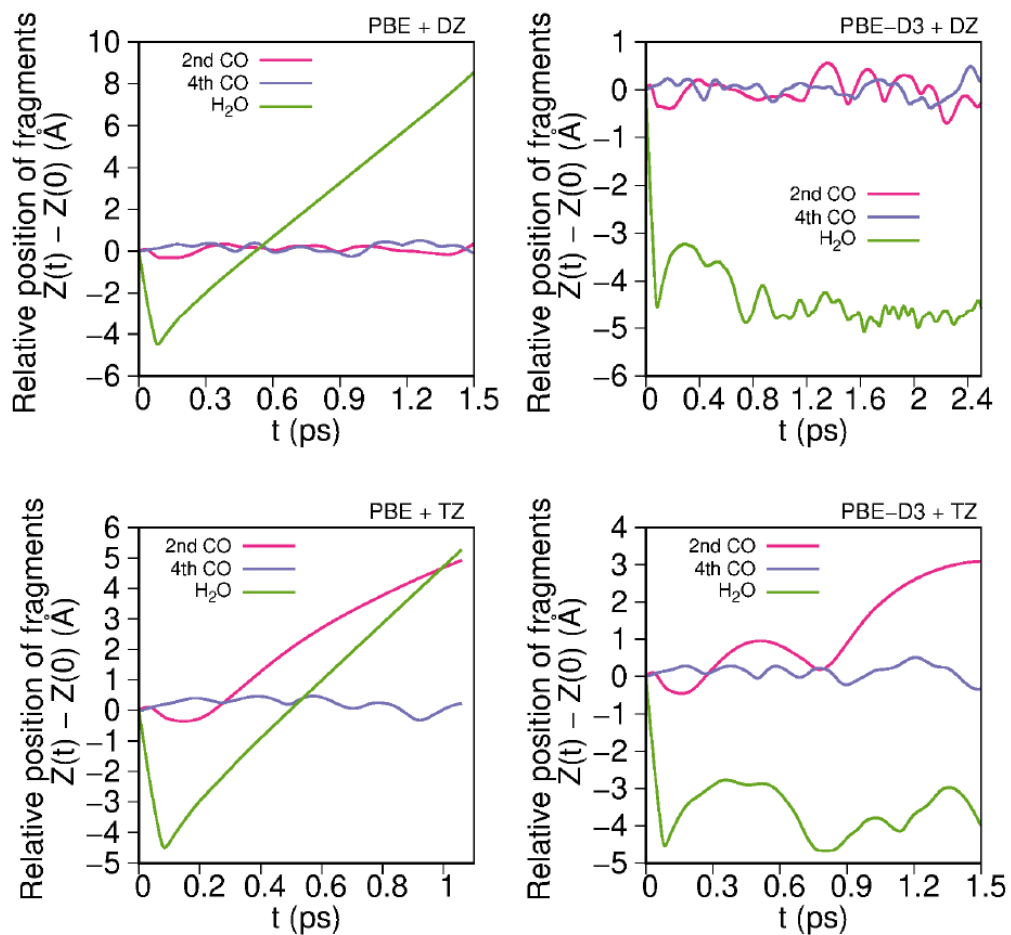 PBE + DZ
Relative position of fragments
Z(t) − Z(0) (Å)
10
8
6
4
2
0
−2
−4
−6
2nd CO
4th CO
H₂O
0 0.3 0.6 0.9 1.2 1.5
t (ps)
PBE−D3 + DZ
Relative position of fragments
Z(t) − Z(0) (Å)
1
0
−1
−2
−3
−4
−5
−6
2nd CO
4th CO
H₂O
0 0.4 0.8 1.2 1.6 2 2.4
t (ps)
PBE + TZ
Relative position of fragments
Z(t) − Z(0) (Å)
6
5
4
3
2
1
0
−1
−2
−3
−4
−5
2nd CO
4th CO
H₂O
0 0.2 0.4 0.6 0.8 1
t (ps)
PBE−D3 + TZ
Relative position of fragments
Z(t) − Z(0) (Å)
4
3
2
1
0
−1
−2
−3
−4
−5
2nd CO
4th CO
H₂O
0 0.3 0.6 0.9 1.2 1.5
t (ps)